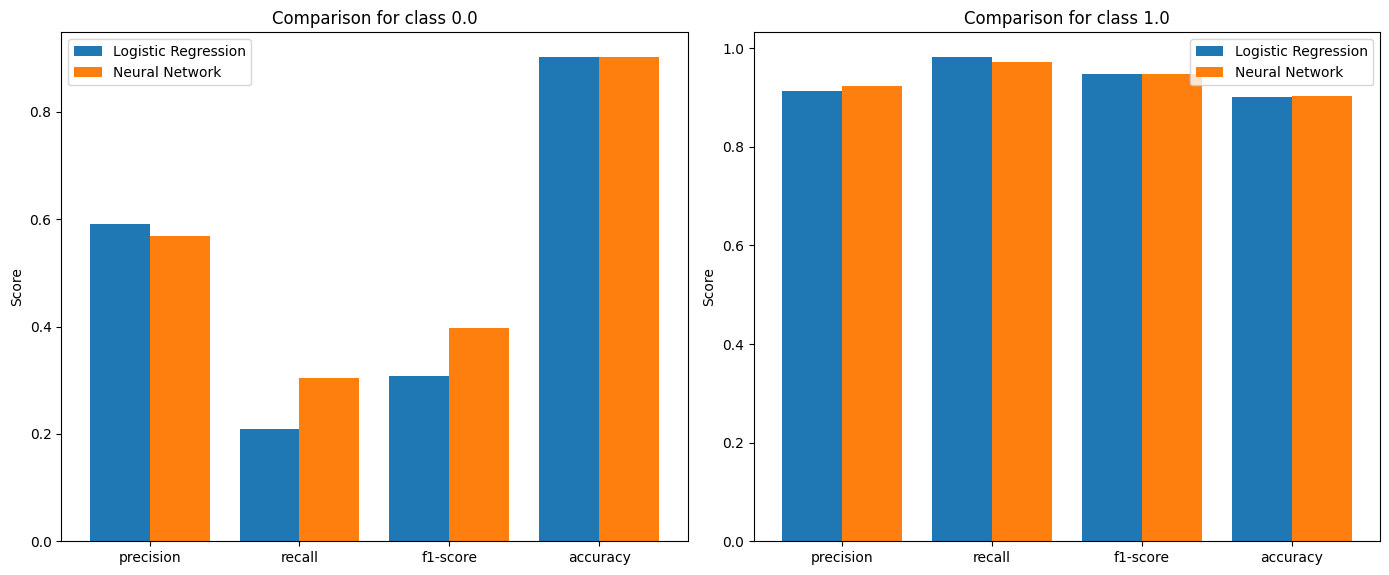 Comparison for class 0.0
Logistic Regression
Neural Network
Score
0.8
0.6
0.4
0.2
0.0
precision
recall
f1-score
accuracy
Comparison for class 1.0
Logistic Regression
Neural Network
Score
1.0
0.8
0.6
0.4
0.2
0.0
precision
recall
f1-score
accuracy